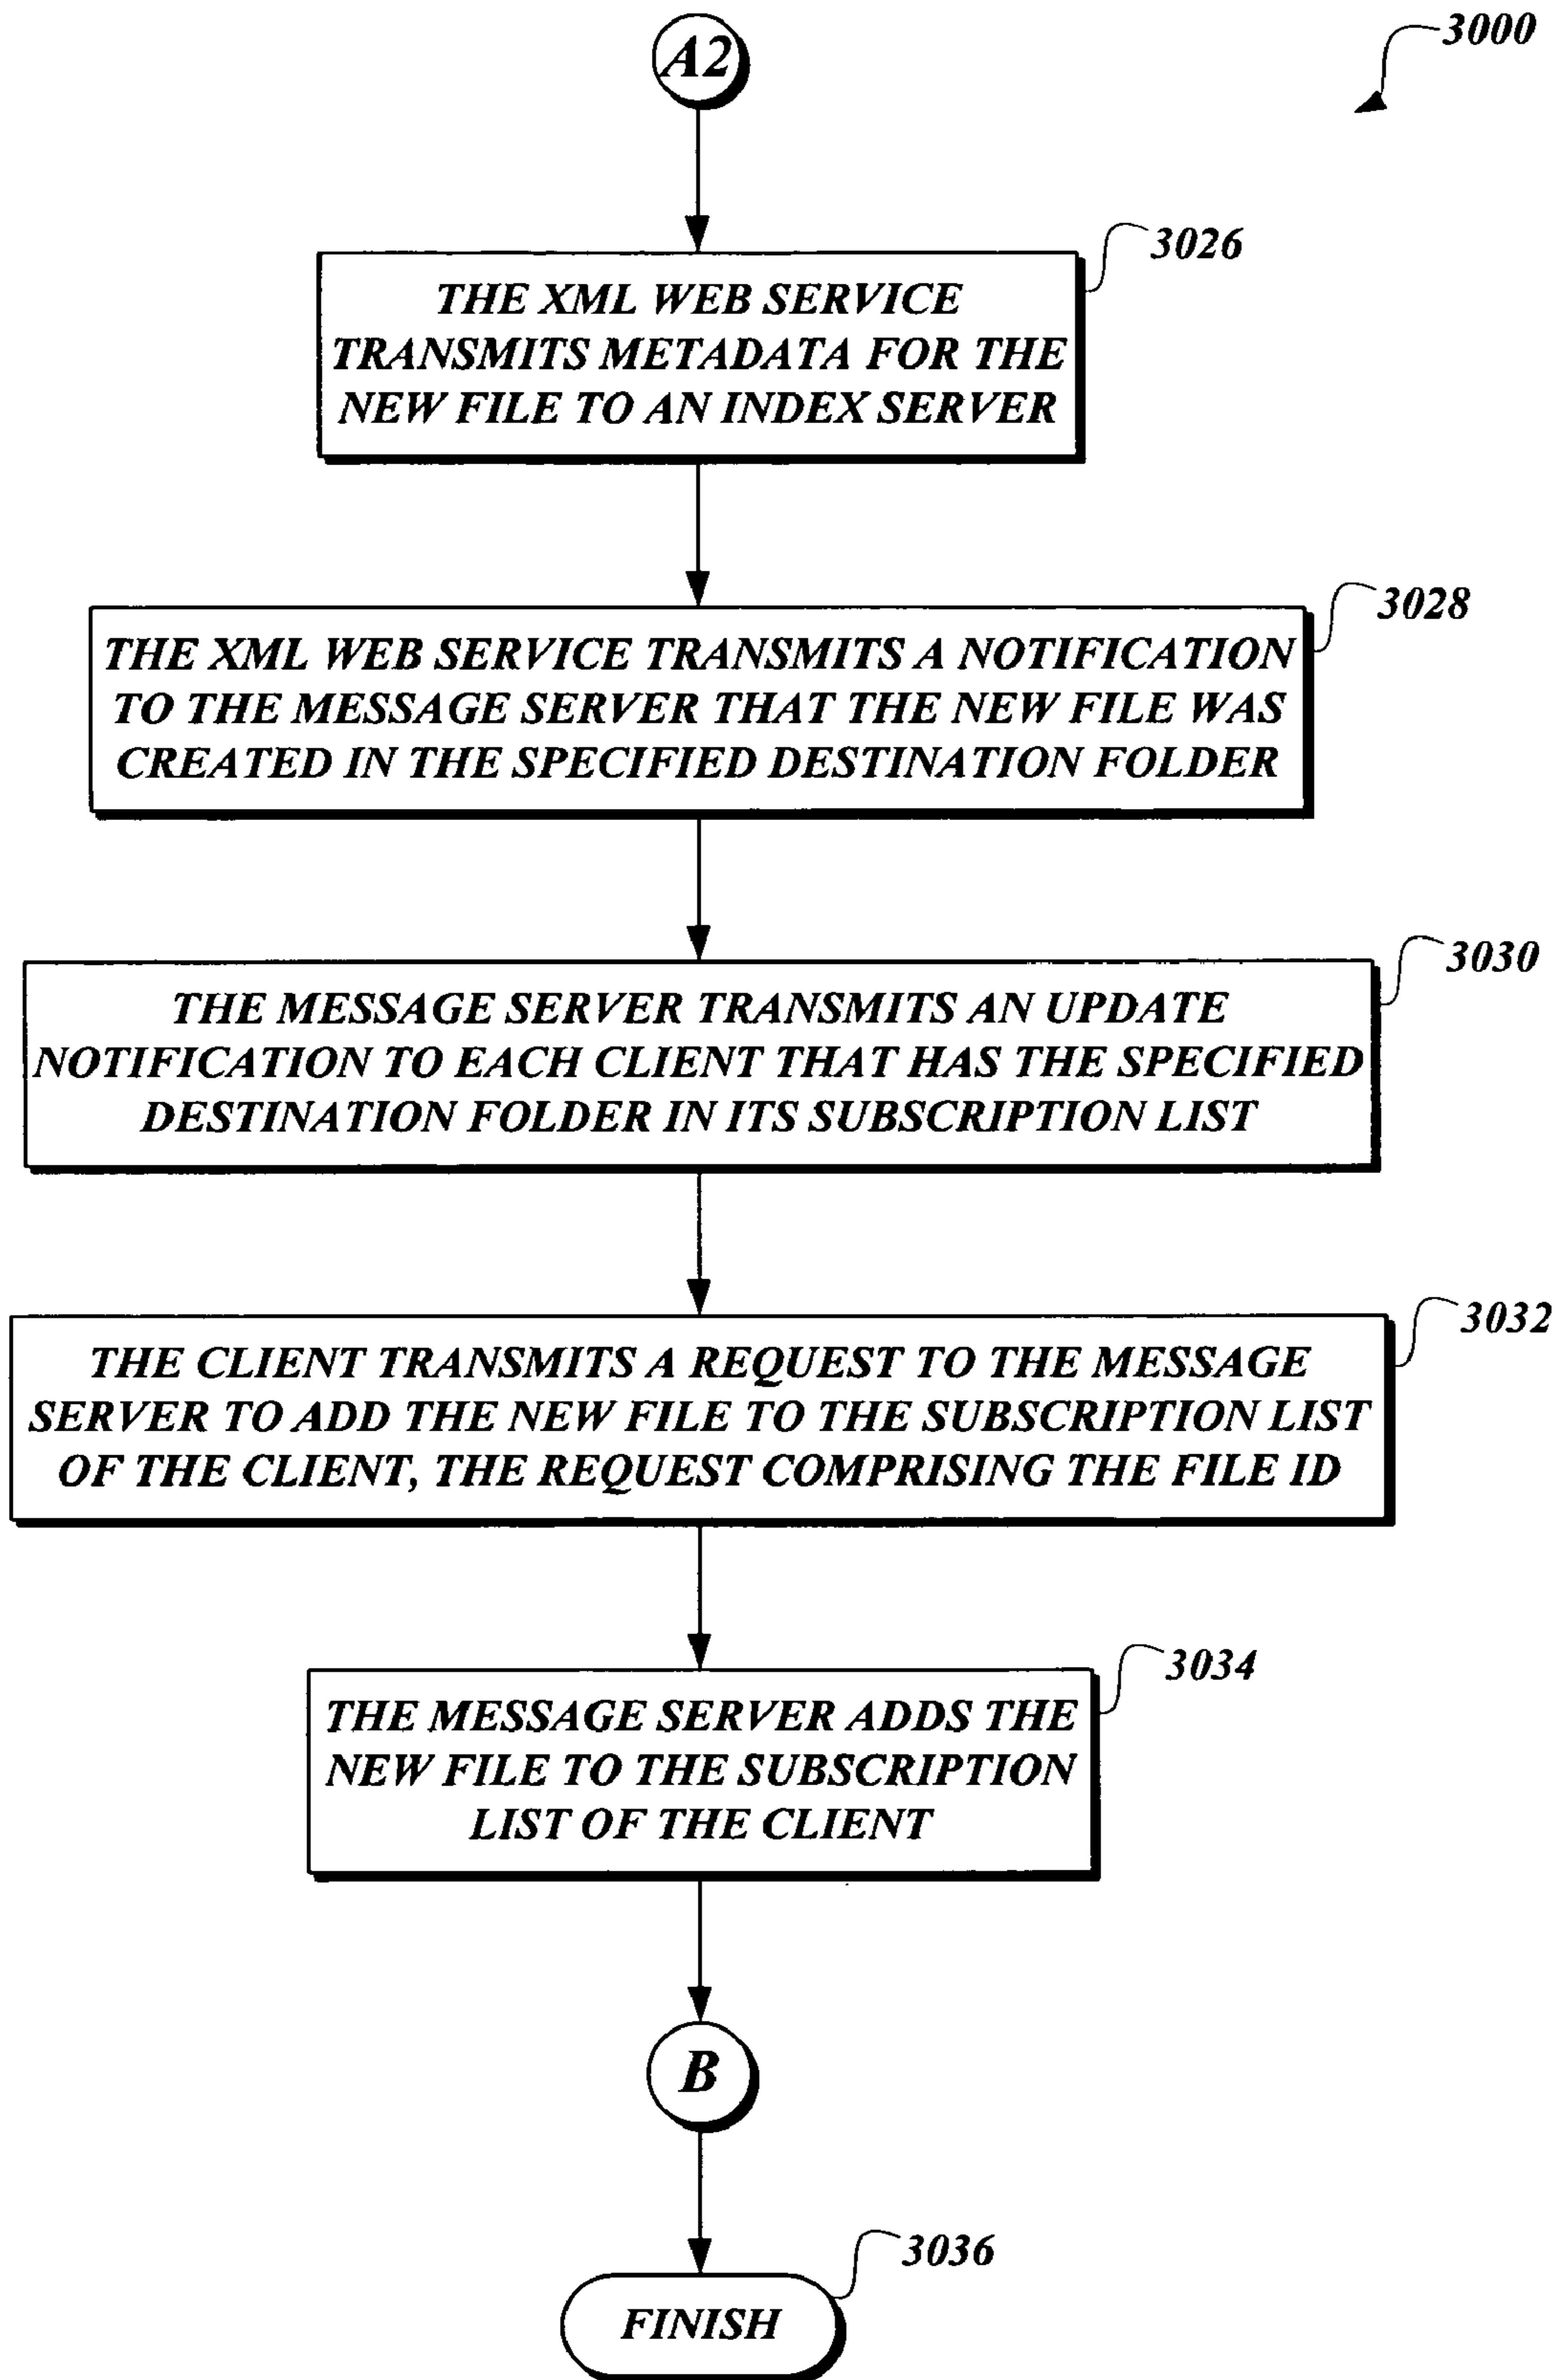 A2
3000
3026
THE XML WEB SERVICE
TRANSMITS METADATA FOR THE
NEW FILE TO AN INDEX SERVER
3028
THE XML WEB SERVICE TRANSMITS A NOTIFICATION
TO THE MESSAGE SERVER THAT THE NEW FILE WAS
CREATED IN THE SPECIFIED DESTINATION FOLDER
3030
THE MESSAGE SERVER TRANSMITS AN UPDATE
NOTIFICATION TO EACH CLIENT THAT HAS THE SPECIFIED
DESTINATION FOLDER IN ITS SUBSCRIPTION LIST
3032
THE CLIENT TRANSMITS A REQUEST TO THE MESSAGE
SERVER TO ADD THE NEW FILE TO THE SUBSCRIPTION LIST
OF THE CLIENT, THE REQUEST COMPRISING THE FILE ID
3034
THE MESSAGE SERVER ADDS THE
NEW FILE TO THE SUBSCRIPTION
LIST OF THE CLIENT
B
3036
FINISH